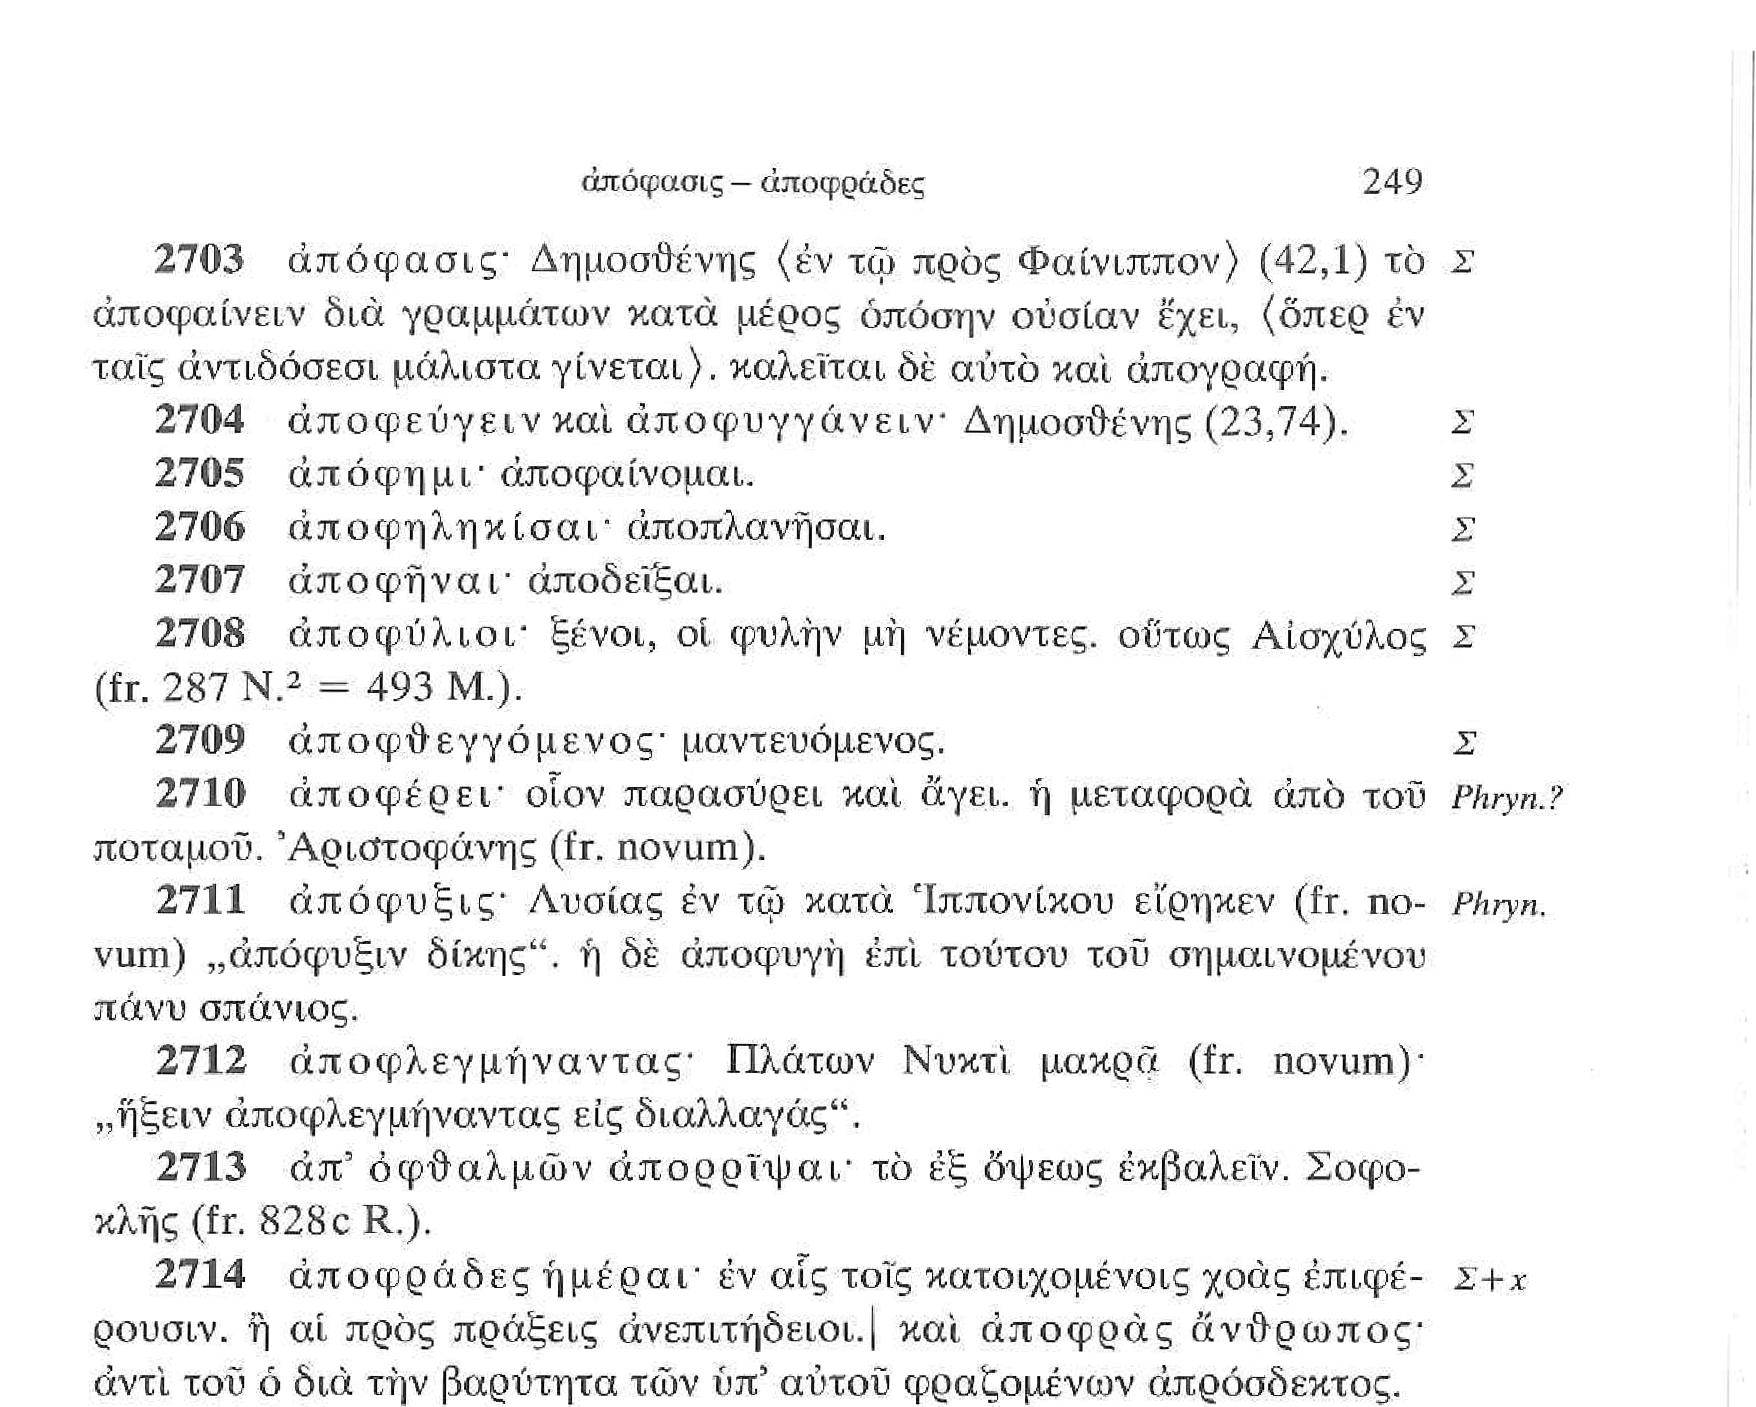 ἀπόφασις – ἀποφράδες 249
2703 ἀπόφασις· Δημοσθένης ⟨ἐν τῷ πρὸς Φαίνιππον⟩ (42,1) τὸ Σ
ἀποφαίνειν διὰ γραμμάτων κατὰ μέρος ὁπόσην οὐσίαν ἔχει, ⟨ὅπερ ἐν
ταῖς ἀντιδόσεσι μάλιστα γίνεται⟩. καλεῖται δὲ αὐτὸ καὶ ἀπογραφή.
2704 ἀποφεύγειν καὶ ἀποφυγγάνειν· Δημοσθένης (23,74). Σ
2705 ἀπόφημι· ἀποφαίνομαι. Σ
2706 ἀποφηληκίσαι· ἀποπλανῆσαι. Σ
2707 ἀποφῆναι· ἀποδεῖξαι. Σ
2708 ἀποφύλιοι· ξένοι, οἱ φυλὴν μὴ νέμοντες. οὕτως Αἰσχύλος Σ
(fr. 287 N.² = 493 M.).
2709 ἀποφθεγγόμενος· μαντευόμενος. Σ
2710 ἀποφέρει· οἷον παρασύρει καὶ ἄγει. ἡ μεταφορὰ ἀπὸ τοῦ Phryn.?
ποταμοῦ. Ἀριστοφάνης (fr. novum).
2711 ἀπόφυξις· Λυσίας ἐν τῷ κατὰ Ἱππονίκου εἴρηκεν (fr. no- Phryn.
vum) „ἀπόφυξιν δίκης“. ἡ δὲ ἀποφυγὴ ἐπὶ τούτου τοῦ σημαινομένου
πάνυ σπάνιος.
2712 ἀποφλεγμήναντας· Πλάτων Νυκτὶ μακρᾷ (fr. novum)·
„ἥξειν ἀποφλεγμήναντας εἰς διαλλαγάς“.
2713 ἀπ’ ὀφθαλμῶν ἀπορρῖψαι· τὸ ἐξ ὄψεως ἐκβαλεῖν. Σοφο-
κλῆς (fr. 828c R.).
2714 ἀποφράδες ἡμέραι· ἐν αἷς τοῖς κατοιχομένοις χοὰς ἐπιφέ- Σ+x
ρουσιν. ἢ αἱ πρὸς πράξεις ἀνεπιτήδειοι.| καὶ ἀποφρὰς ἄνθρωπος·
ἀντὶ τοῦ ὁ διὰ τὴν βαρύτητα τῶν ὑπ’ αὐτοῦ φραζομένων ἀπρόσδεκτος.